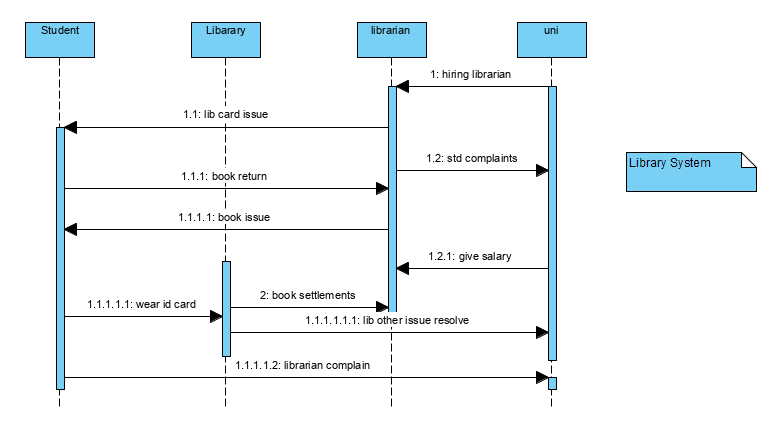 Student
Libarary
librarian
uni
1: hiring librarian
1.1: lib card issue
1.2: std complaints
Library System
1.1.1: book return
1.1.1.1: book issue
1.2.1: give salary
2: book settlements
1.1.1.1.1: wear id card
1.1.1.1.1.1: lib other issue resolve
1.1.1.1.2: librarian complain